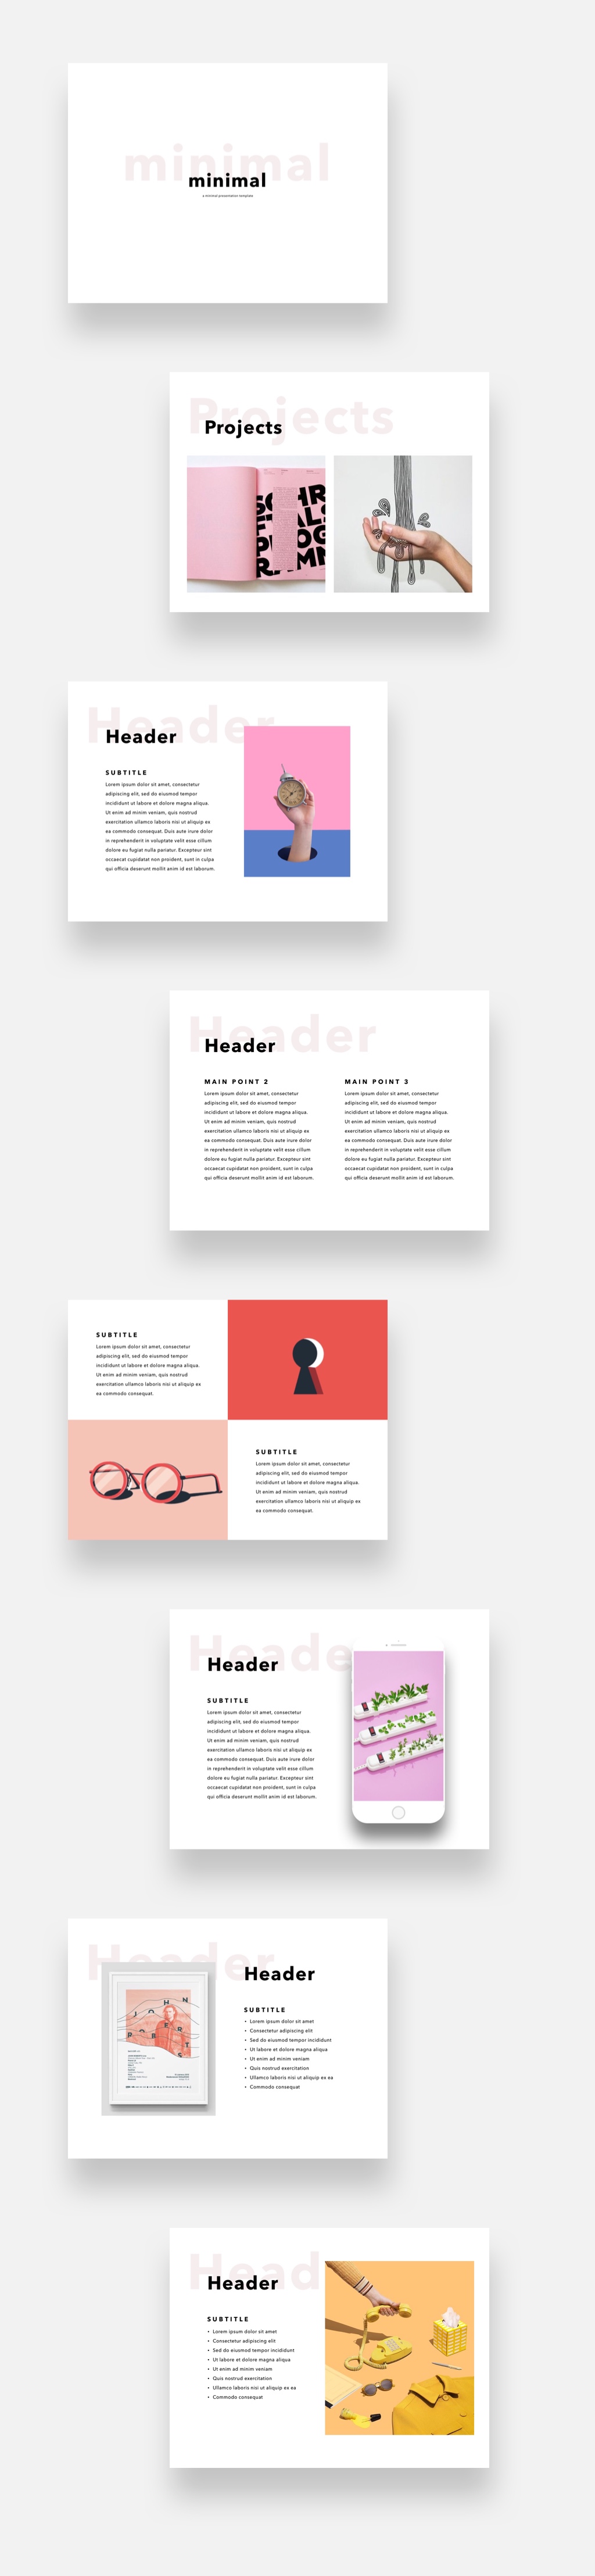 minimal
minimal
a minimal presentation template
Projects
Projects
Header
Header
SUBTITLE
Lorem ipsum dolor sit amet, consectetur
adipiscing elit, sed do eiusmod tempor
incididunt ut labore et dolore magna aliqua.
Ut enim ad minim veniam, quis nostrud
exercitation ullamco laboris nisi ut aliquip ex
ea commodo consequat. Duis aute irure dolor
in reprehenderit in voluptate velit esse cillum
dolore eu fugiat nulla pariatur. Excepteur sint
occaecat cupidatat non proident, sunt in culpa
qui officia deserunt mollit anim id est laborum.
Header
Header
MAIN POINT 2
Lorem ipsum dolor sit amet, consectetur
adipiscing elit, sed do eiusmod tempor
incididunt ut labore et dolore magna aliqua.
Ut enim ad minim veniam, quis nostrud
exercitation ullamco laboris nisi ut aliquip ex
ea commodo consequat. Duis aute irure dolor
in reprehenderit in voluptate velit esse cillum
dolore eu fugiat nulla pariatur. Excepteur sint
occaecat cupidatat non proident, sunt in culpa
qui officia deserunt mollit anim id est laborum.
MAIN POINT 3
Lorem ipsum dolor sit amet, consectetur
adipiscing elit, sed do eiusmod tempor
incididunt ut labore et dolore magna aliqua.
Ut enim ad minim veniam, quis nostrud
exercitation ullamco laboris nisi ut aliquip ex
ea commodo consequat. Duis aute irure dolor
in reprehenderit in voluptate velit esse cillum
dolore eu fugiat nulla pariatur. Excepteur sint
occaecat cupidatat non proident, sunt in culpa
qui officia deserunt mollit anim id est laborum.
SUBTITLE
Lorem ipsum dolor sit amet, consectetur
adipiscing elit, sed do eiusmod tempor
incididunt ut labore et dolore magna aliqua.
Ut enim ad minim veniam, quis nostrud
exercitation ullamco laboris nisi ut aliquip ex
ea commodo consequat.
SUBTITLE
Lorem ipsum dolor sit amet, consectetur
adipiscing elit, sed do eiusmod tempor
incididunt ut labore et dolore magna aliqua.
Ut enim ad minim veniam, quis nostrud
exercitation ullamco laboris nisi ut aliquip ex
ea commodo consequat.
Heade
Header
SUBTITLE
Lorem ipsum dolor sit amet, consectetur
adipiscing elit, sed do eiusmod tempor
incididunt ut labore et dolore magna aliqua.
Ut enim ad minim veniam, quis nostrud
exercitation ullamco laboris nisi ut aliquip ex
ea commodo consequat. Duis aute irure dolor
in reprehenderit in voluptate velit esse cillum
dolore eu fugiat nulla pariatur. Excepteur sint
occaecat cupidatat non proident, sunt in culpa
qui officia deserunt mollit anim id est laborum.
Header
Header
JOHN
ROBERTS
SUBTITLE
• Lorem ipsum dolor sit amet
• Consectetur adipiscing elit
• Sed do eiusmod tempor incididunt
• Ut labore et dolore magna aliqua
• Ut enim ad minim veniam
• Quis nostrud exercitation
• Ullamco laboris nisi ut aliquip ex ea
• Commodo consequat
Head
Header
SUBTITLE
• Lorem ipsum dolor sit amet
• Consectetur adipiscing elit
• Sed do eiusmod tempor incididunt
• Ut labore et dolore magna aliqua
• Ut enim ad minim veniam
• Quis nostrud exercitation
• Ullamco laboris nisi ut aliquip ex ea
• Commodo consequat